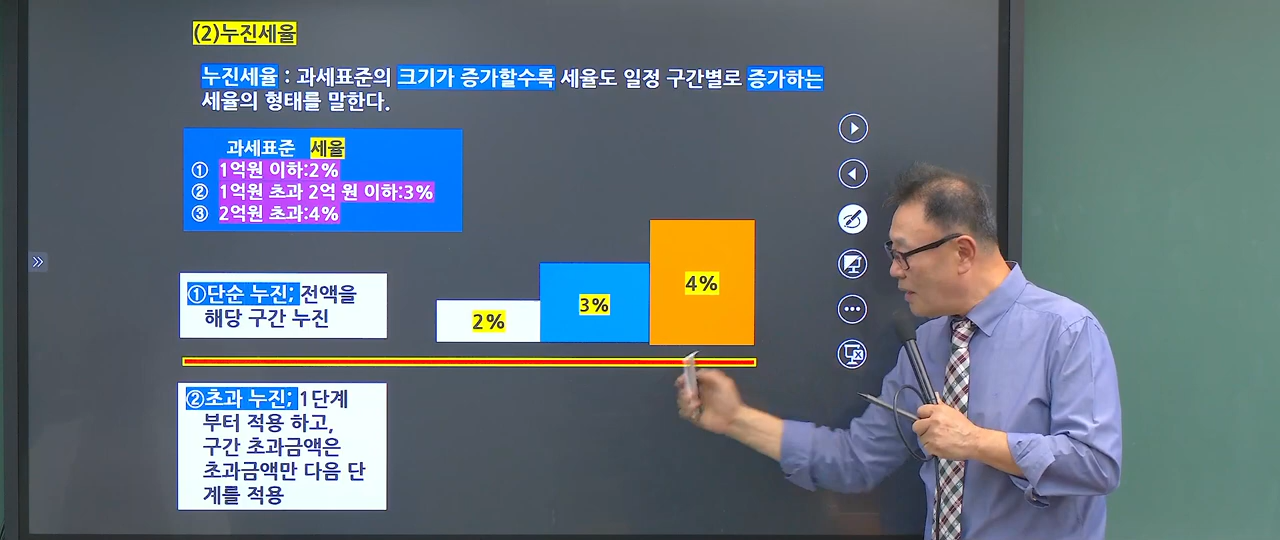 (2)누진세율
누진세율 : 과세표준의 크기가 증가할수록 세율도 일정 구간별로 증가하는
세율의 형태를 말한다.
과세표준 세율
① 1억원 이하:2%
② 1억원 초과 2억 원 이하:3%
③ 2억원 초과:4%
①단순 누진; 전액을
해당 구간 누진
2%
3%
4%
②초과 누진; 1단계
부터 적용 하고,
구간 초과금액은
초과금액만 다음 단
계를 적용